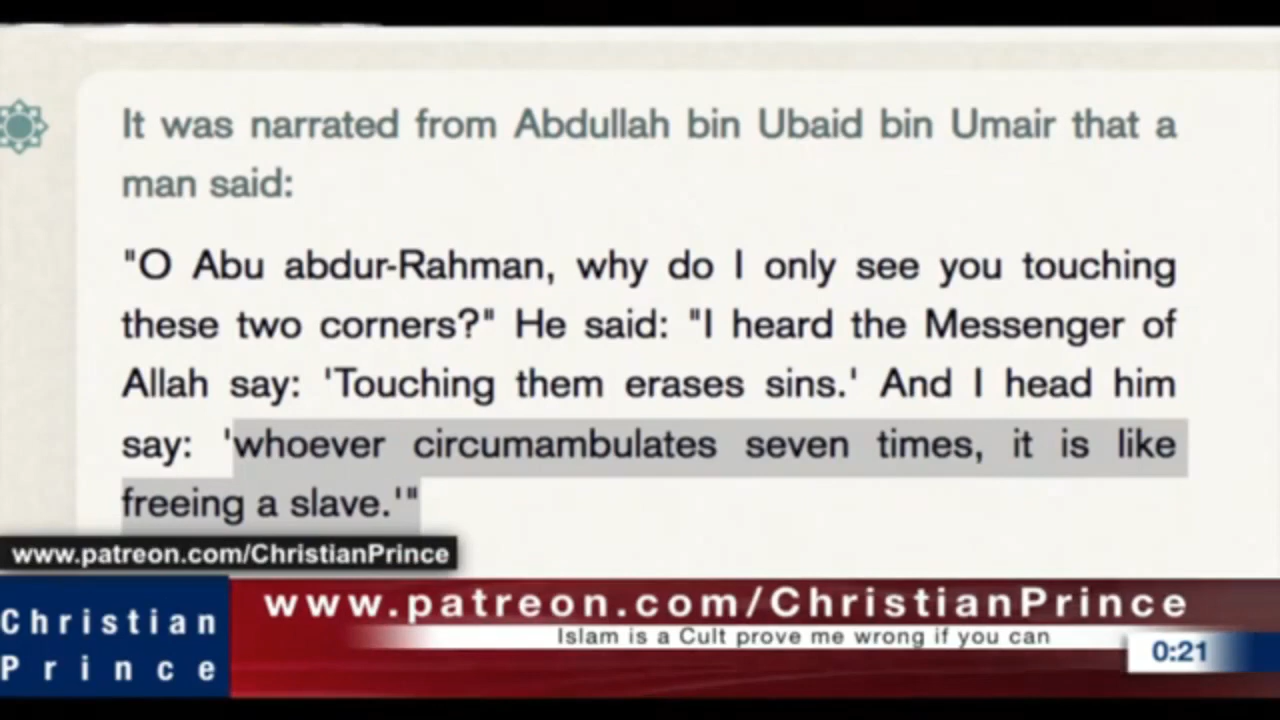 It was narrated from Abdullah bin Ubaid bin Umair that a
man said:
"O Abu abdur-Rahman, why do I only see you touching
these two corners?" He said: "I heard the Messenger of
Allah say: 'Touching them erases sins.' And I head him
say: 'whoever circumambulates seven times, it is like
freeing a slave.'"
www.patreon.com/ChristianPrince
www.patreon.com/ChristianPrince
Islam is a Cult prove me wrong if you can
Christian
Prince
0:21